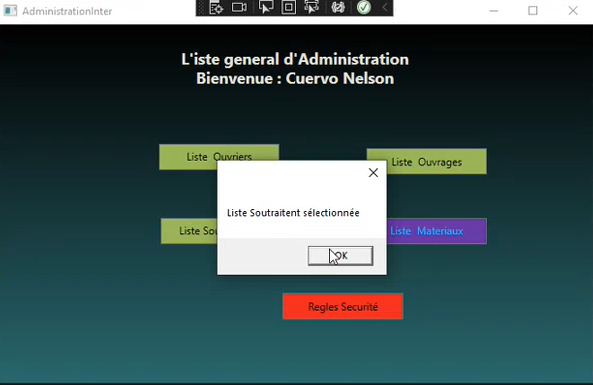 AdministrationInter
L'iste general d'Administration
Bienvenue : Cuervo Nelson
Liste Ouvriers
Liste Ouvrages
Liste Soutraitent sélectionnée
Liste Sou
Liste Materiaux
OK
Regles Securité